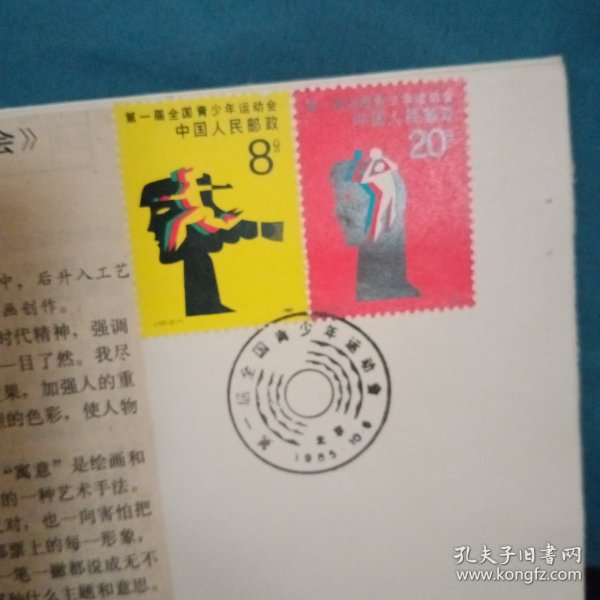 会》
中，后升入工艺
画创作。
时代精神，强调
一目了然。我尽
果，加强人的重
的色彩，使人物
“寓意”是绘画和
的一种艺术手法。
对，也一向害怕把
邮票上的每一形象，
一笔一撇都说成无不
种什么主题和意思。
第一届全国青少年运动会
中国人民邮政
8分
第一届全国青少年运动会
中国人民邮政
20分
第一届全国青少年运动会
北京
1985.10.6
孔夫子旧书网
www.kongfz.com